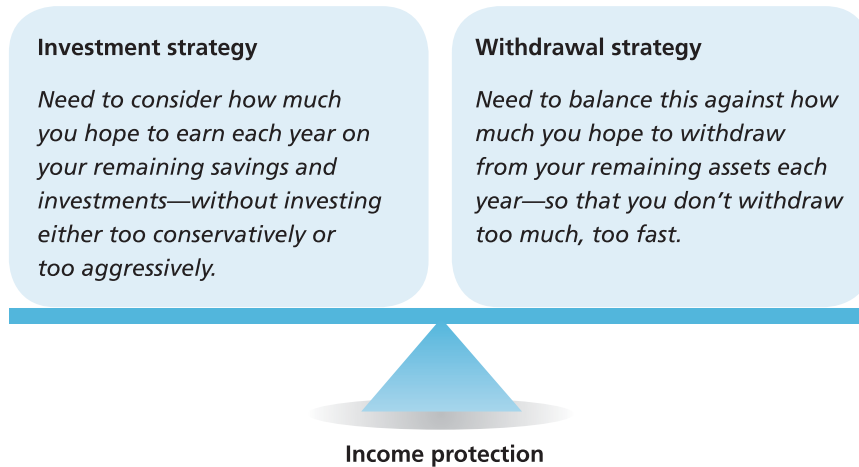 Investment strategy
Need to consider how much
you hope to earn each year on
your remaining savings and
investments—without investing
either too conservatively or
too aggressively.
Withdrawal strategy
Need to balance this against how
much you hope to withdraw
from your remaining assets each
year—so that you don’t withdraw
too much, too fast.
Income protection